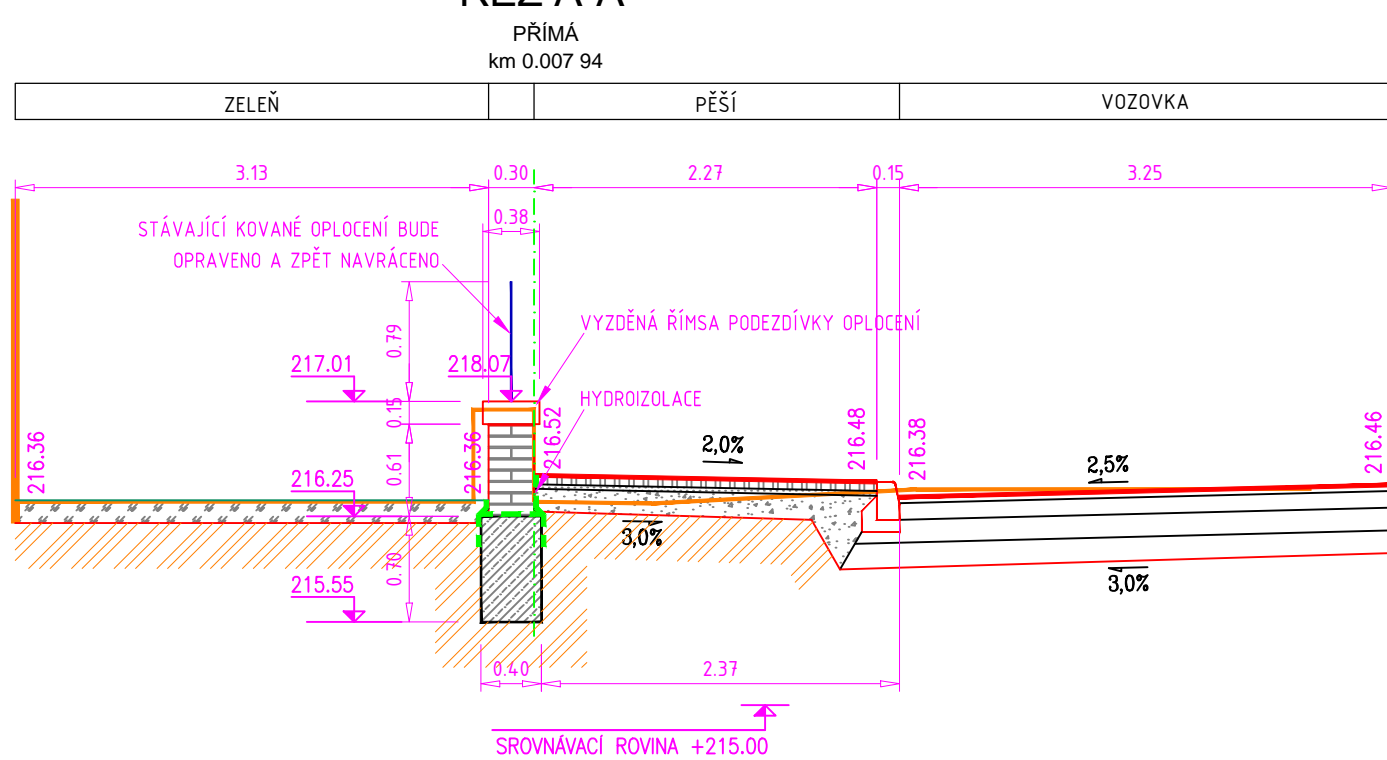 PŘÍMÁ
km 0.007 94
ZELEŇ
PĚŠÍ
VOZOVKA
3.13
0.30
2.27
0.15
3.25
0.38
STÁVAJÍCÍ KOVANÉ OPLOCENÍ BUDE
OPRAVENO A ZPĚT NAVRÁCENO
0.79
VYZDĚNÁ ŘÍMSA PODEZDÍVKY OPLOCENÍ
217.01
218.07
HYDROIZOLACE
0.15
216.36
0.61
216.36
216.52
2,0%
216.48
216.38
2,5%
216.46
216.25
3,0%
0.70
215.55
3,0%
0.40
2.37
SROVNÁVACÍ ROVINA +215.00